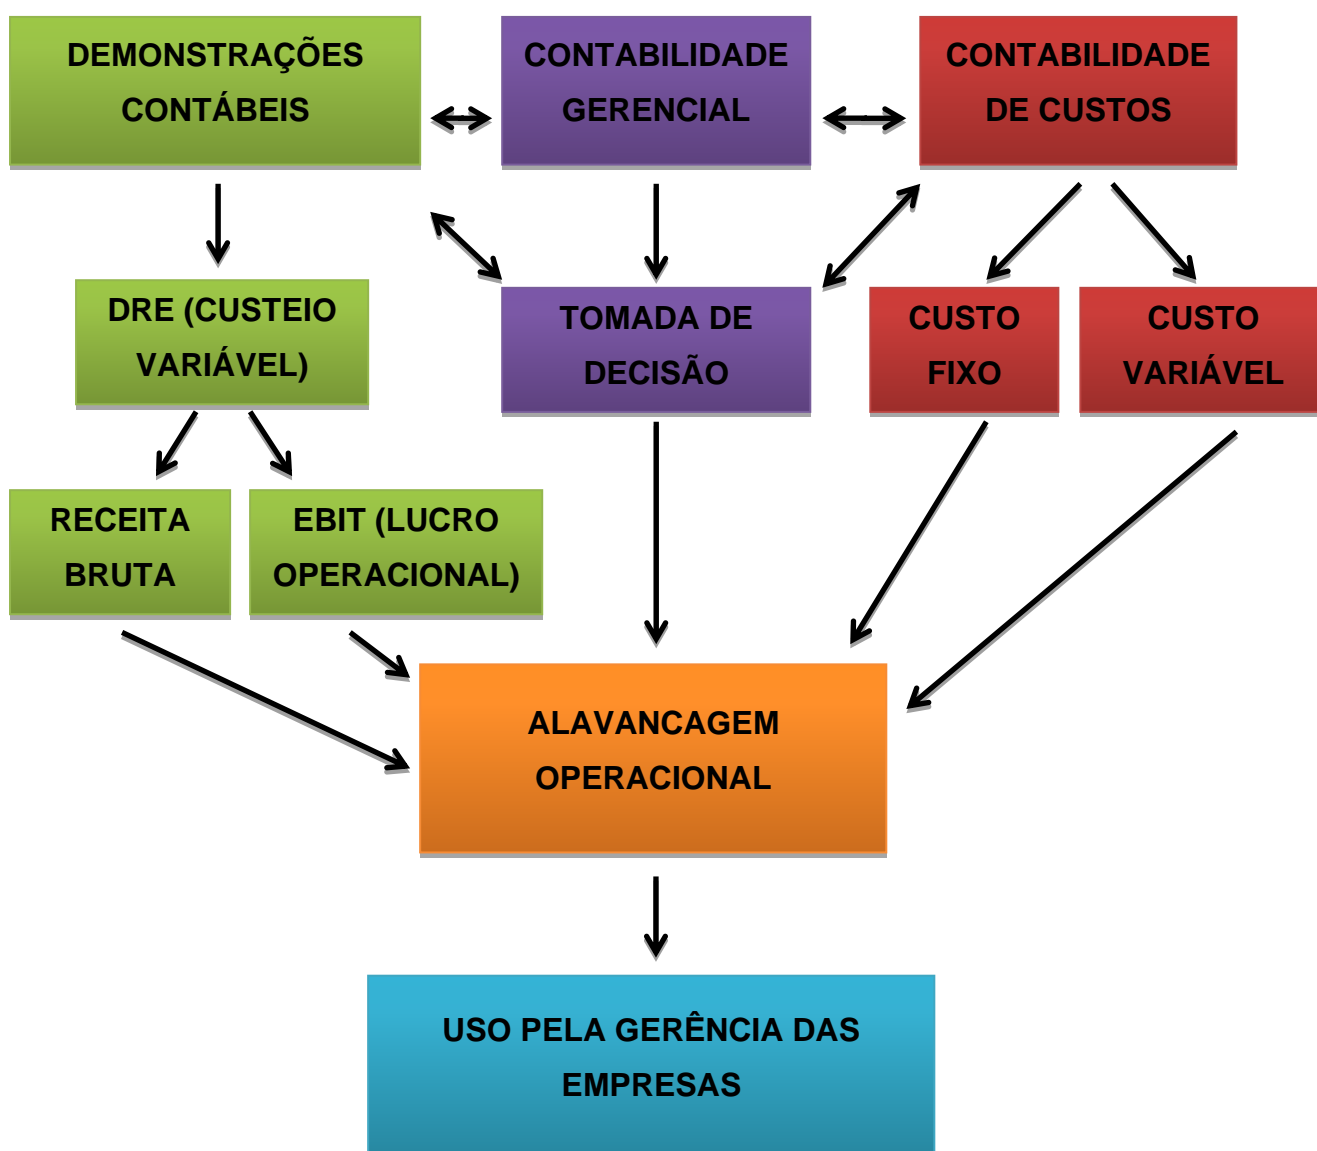 DEMONSTRAÇÕES
CONTÁBEIS
CONTABILIDADE
GERENCIAL
CONTABILIDADE
DE CUSTOS
DRE (CUSTEIO
VARIÁVEL)
TOMADA DE
DECISÃO
CUSTO
FIXO
CUSTO
VARIÁVEL
RECEITA
BRUTA
EBIT (LUCRO
OPERACIONAL)
ALAVANCAGEM
OPERACIONAL
USO PELA GERÊNCIA DAS
EMPRESAS